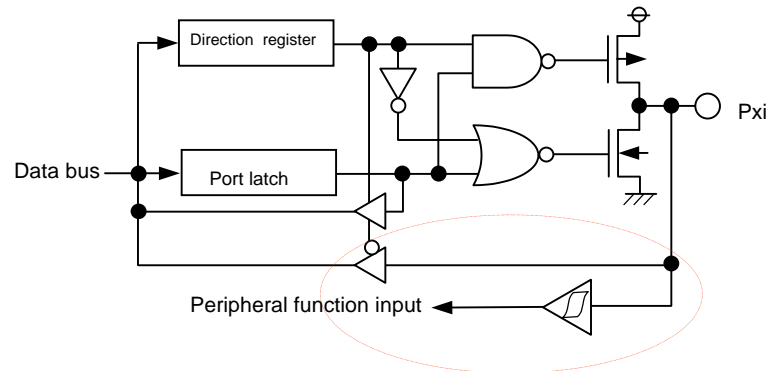 Direction register
Pxi
Data bus
Port latch
Peripheral function input